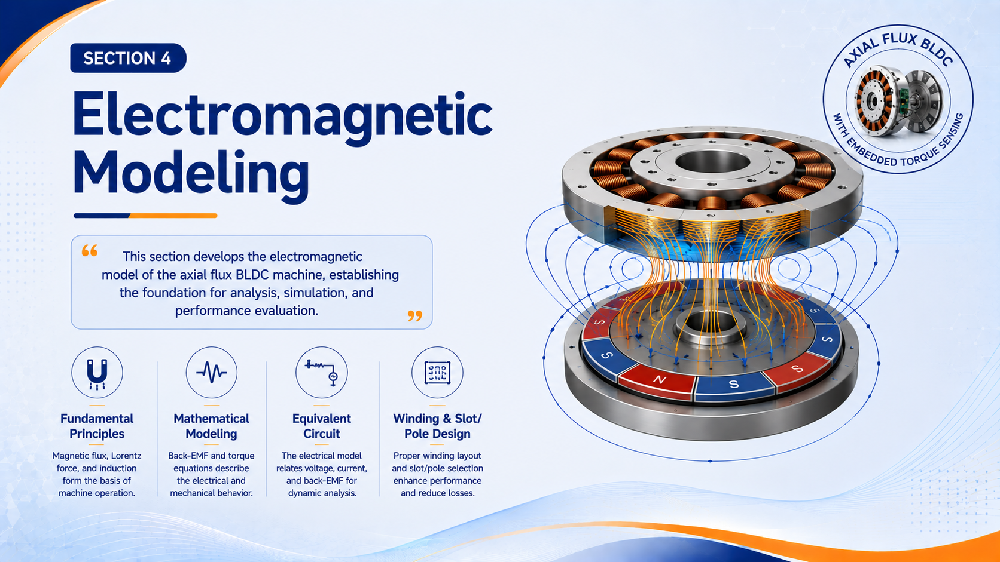 SECTION 4
Electromagnetic
Modeling
“
This section develops the electromagnetic
model of the axial flux BLDC machine, establishing
the foundation for analysis, simulation, and
performance evaluation.
”
Fundamental
Principles
Magnetic flux, Lorentz
force, and induction
form the basis of
machine operation.
Mathematical
Modeling
Back-EMF and torque
equations describe
the electrical and
mechanical behavior.
Equivalent
Circuit
The electrical model
relates voltage, current,
and back-EMF for
dynamic analysis.
Winding & Slot/
Pole Design
Proper winding layout
and slot/pole selection
enhance performance
and reduce losses.
AXIAL FLUX BLDC
WITH EMBEDDED TORQUE SENSING
S
S
N
S
S
S
S